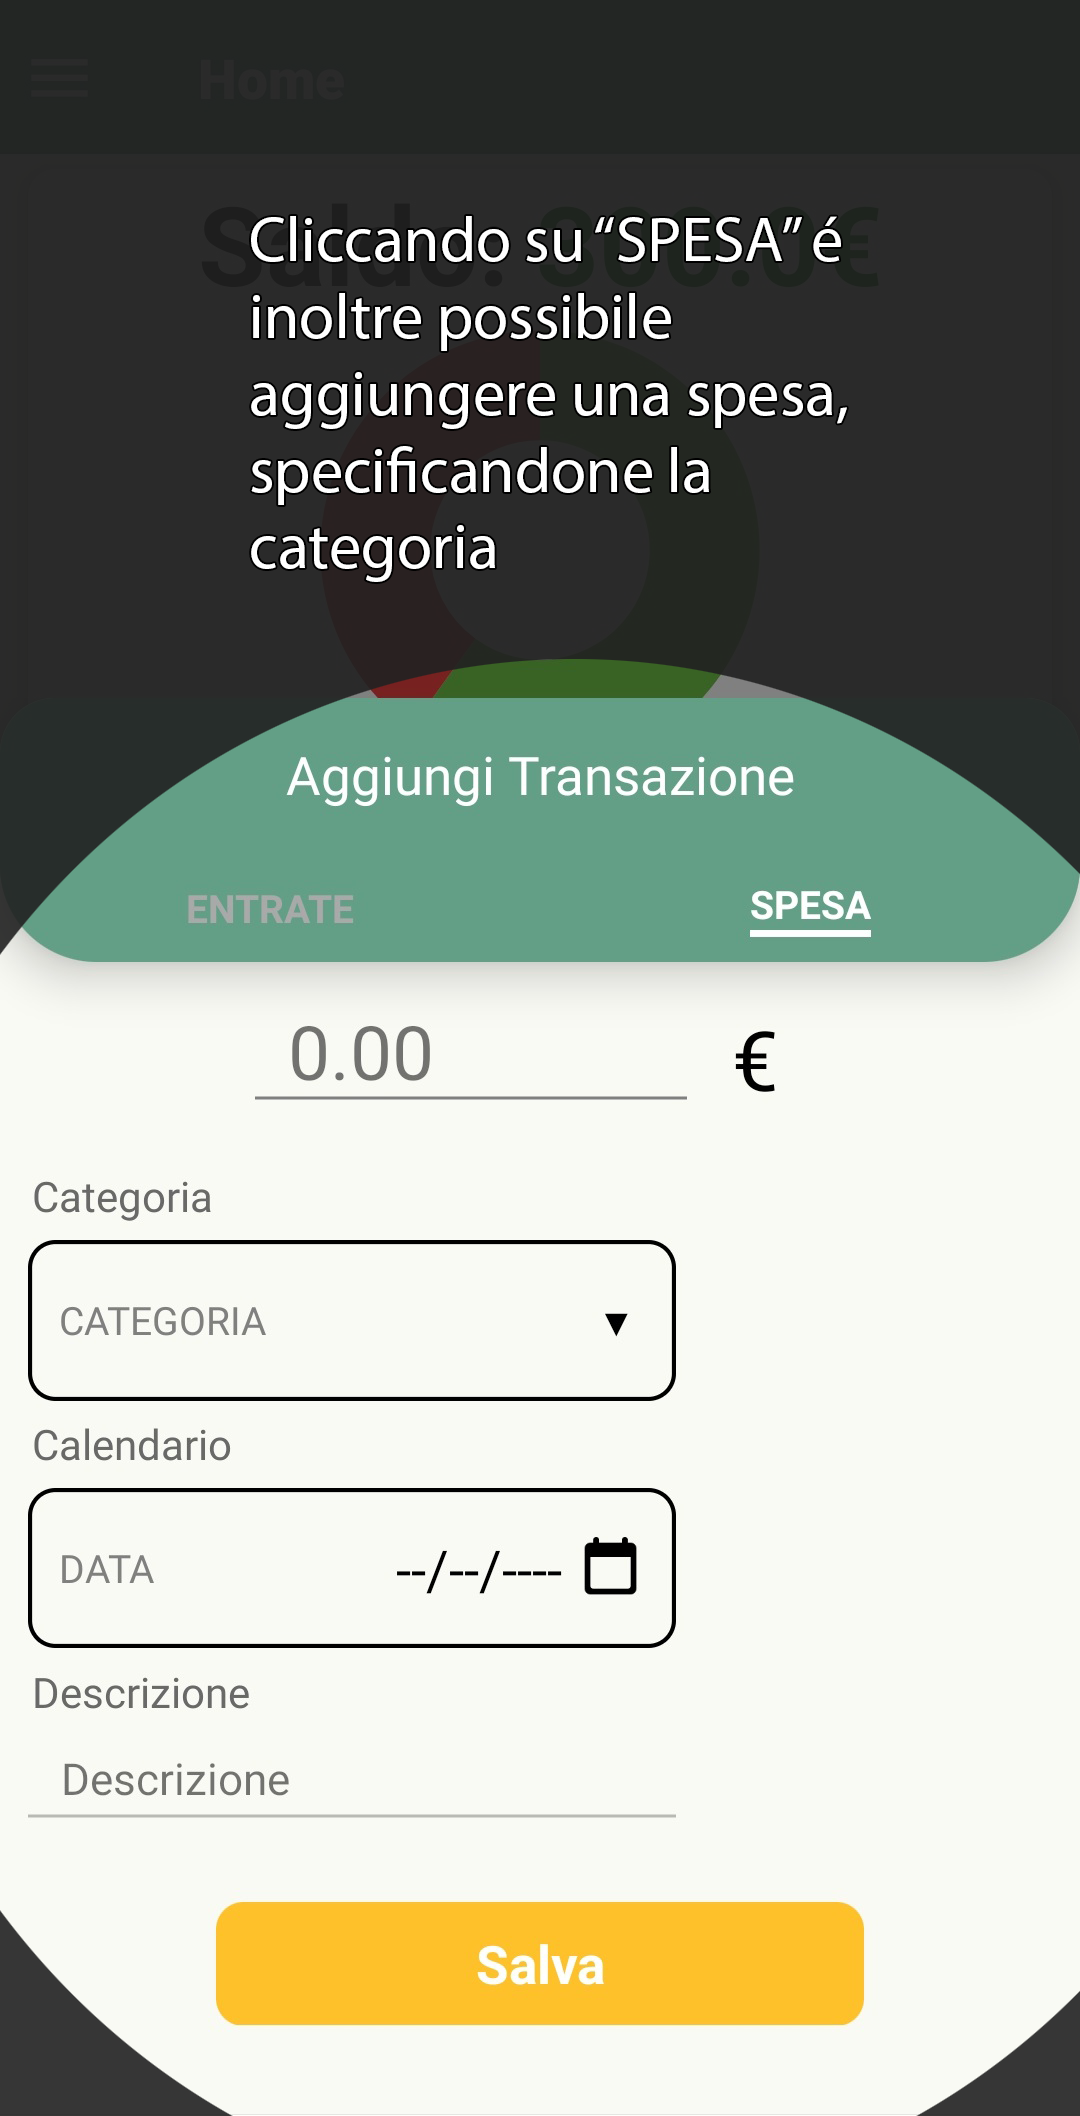 Home
Saldo:
Cliccando su “SPESA” é
inoltre possibile
aggiungere una spesa,
specificandone la
categoria
Aggiungi Transazione
ENTRATE SPESA
0.00 €
Categoria
CATEGORIA ▼
Calendario
DATA --/--/----
Descrizione
Descrizione
Salva